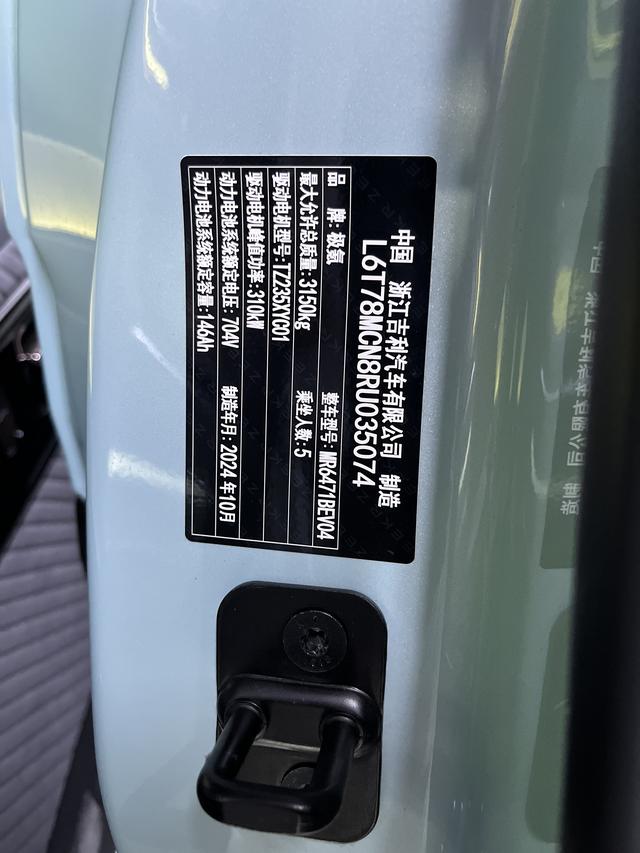 中国 浙江吉利汽车有限公司 制造
L6T78MCN8RU035074
品 牌:极氪 整车型号:MR6471BEV04
最大允许总质量:3150kg 乘坐人数:5
驱动电机型号:TZ235XYC01
驱动电机峰值功率:310kW
动力电池系统额定电压:704V 制造年月:2024年10月
动力电池系统额定容量:146Ah